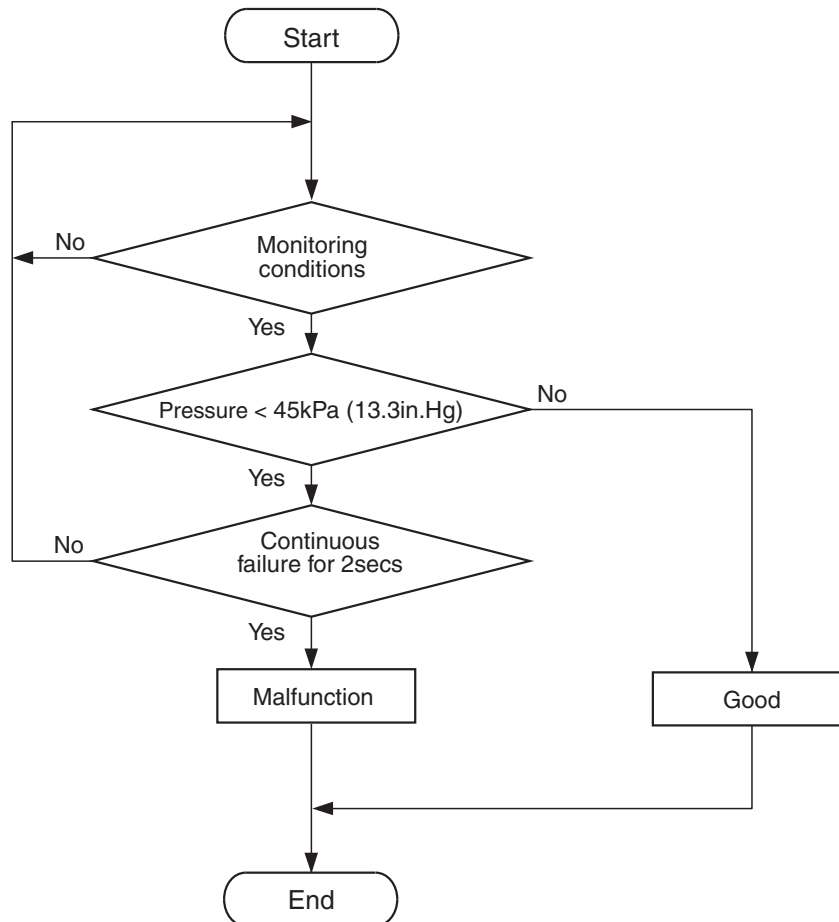 Start
No
Monitoring
conditions
Yes
Pressure < 45kPa (13.3in.Hg)
No
Yes
No
Continuous
failure for 2secs
Yes
Malfunction
Good
End